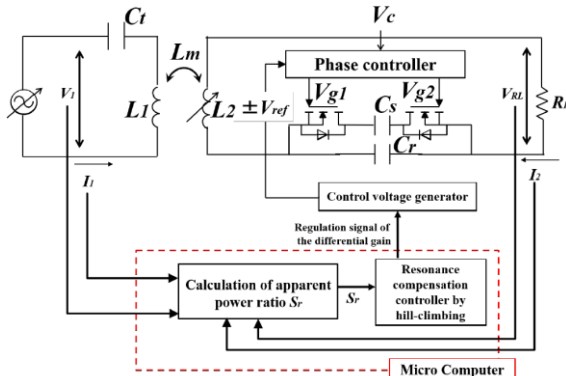 Ct
Vc
Phase controller
V1
Lm
Vg1
Vg2
VRL
L1
L2
±Vref
Cs
RL
Cr
I1
Control voltage generator
I2
Regulation signal
of the differential gain
Calculation of apparent
power ratio Sr
Sr
Resonance
compensation
controller by
hill-climbing
Micro Computer